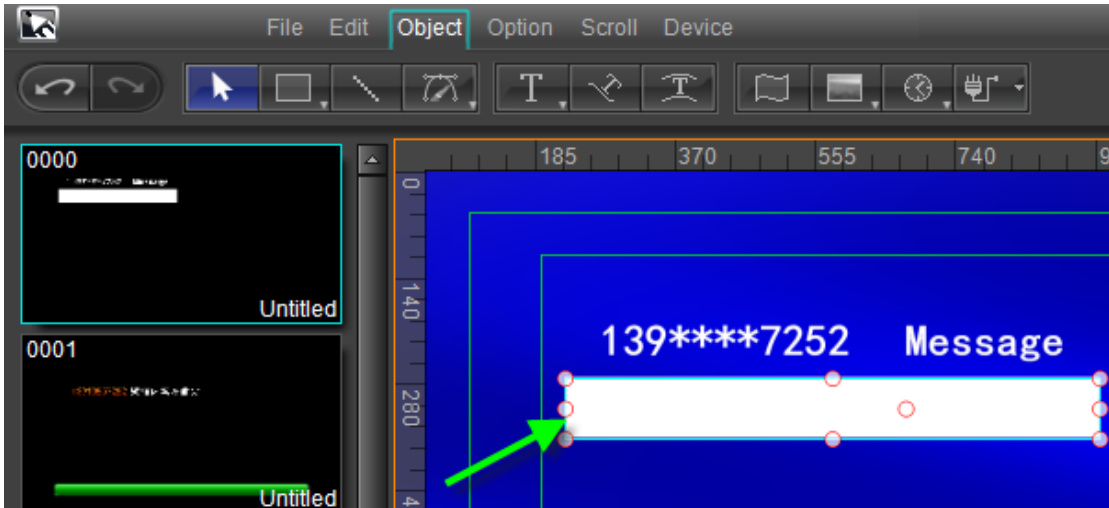 File Edit Object Option Scroll Device
0000
Untitled
0001
Untitled
185 370 555 740
0
140
280
139****7252 Message